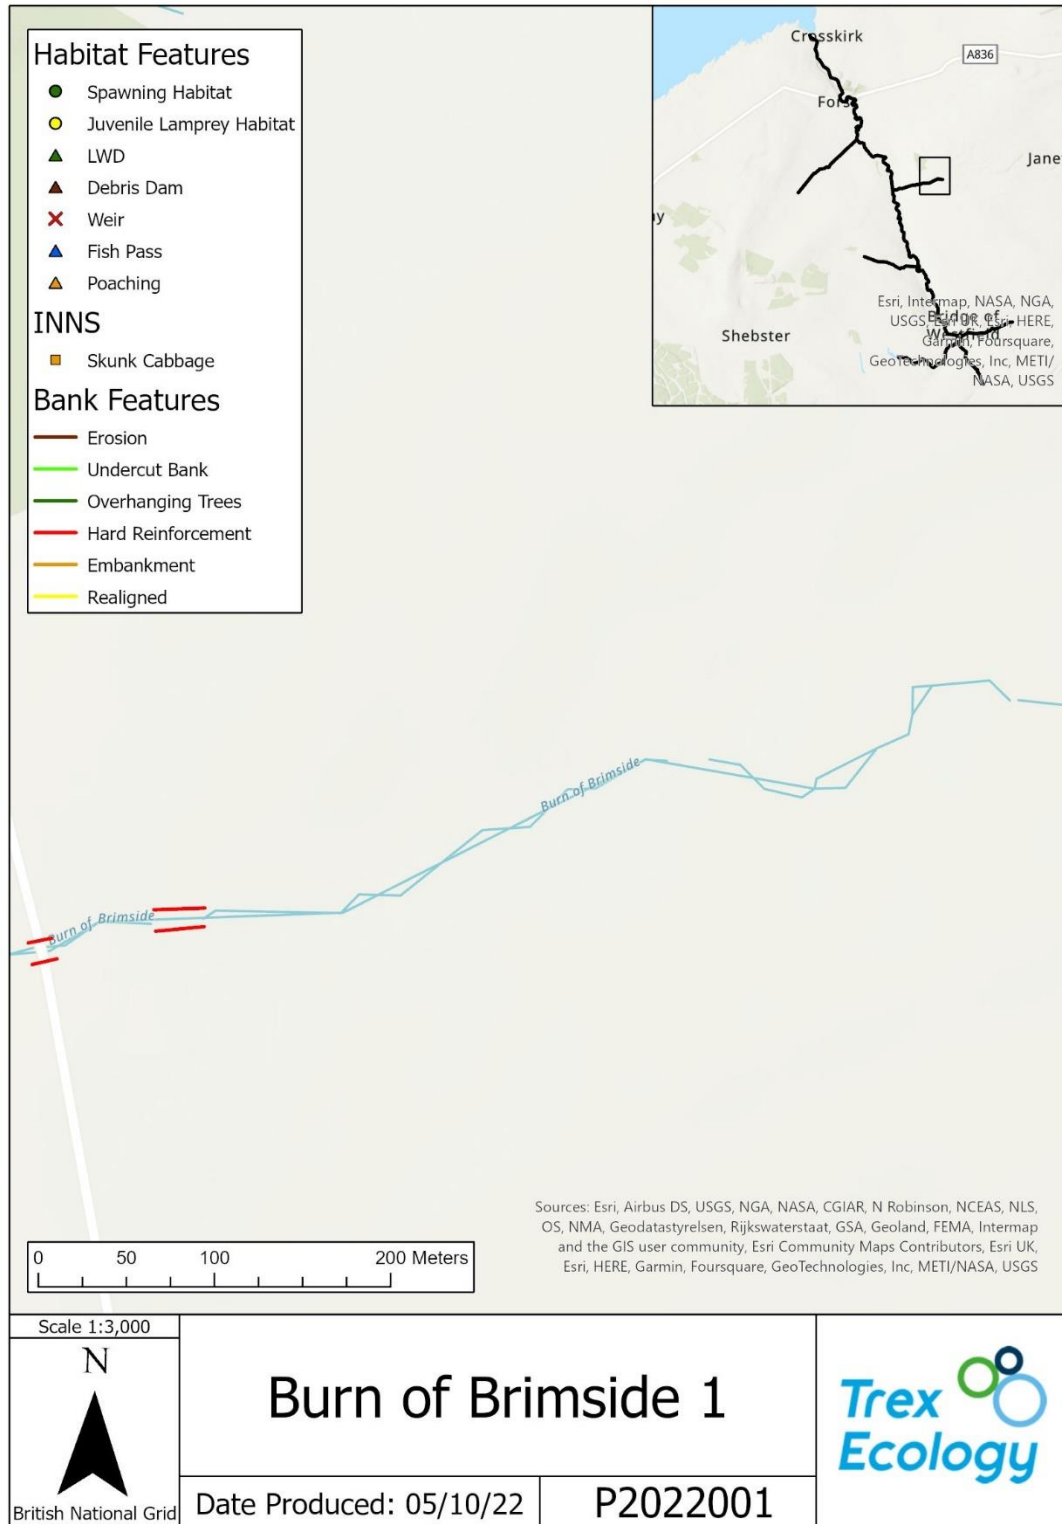 Habitat Features
Spawning Habitat
Juvenile Lamprey Habitat
LWD
Debris Dam
Weir
Fish Pass
Poaching
INNS
Skunk Cabbage
Bank Features
Erosion
Undercut Bank
Overhanging Trees
Hard Reinforcement
Embankment
Realigned
Crosskirk
A836
Forss
Jane
ay
Shebster
Bridge of
Westfield
Esri, Intermap, NASA, NGA,
USGS, Esri UK, Esri, HERE,
Garmin, Foursquare,
GeoTechnologies, Inc, METI/
NASA, USGS
Burn of Brimside
Burn of Brimside
Sources: Esri, Airbus DS, USGS, NGA, NASA, CGIAR, N Robinson, NCEAS, NLS,
OS, NMA, Geodatastyrelsen, Rijkswaterstaat, GSA, Geoland, FEMA, Intermap
and the GIS user community, Esri Community Maps Contributors, Esri UK,
Esri, HERE, Garmin, Foursquare, GeoTechnologies, Inc, METI/NASA, USGS
0 50 100 200 Meters
Scale 1:3,000
N
British National Grid
Burn of Brimside 1
Date Produced: 05/10/22
P2022001
Trex
Ecology